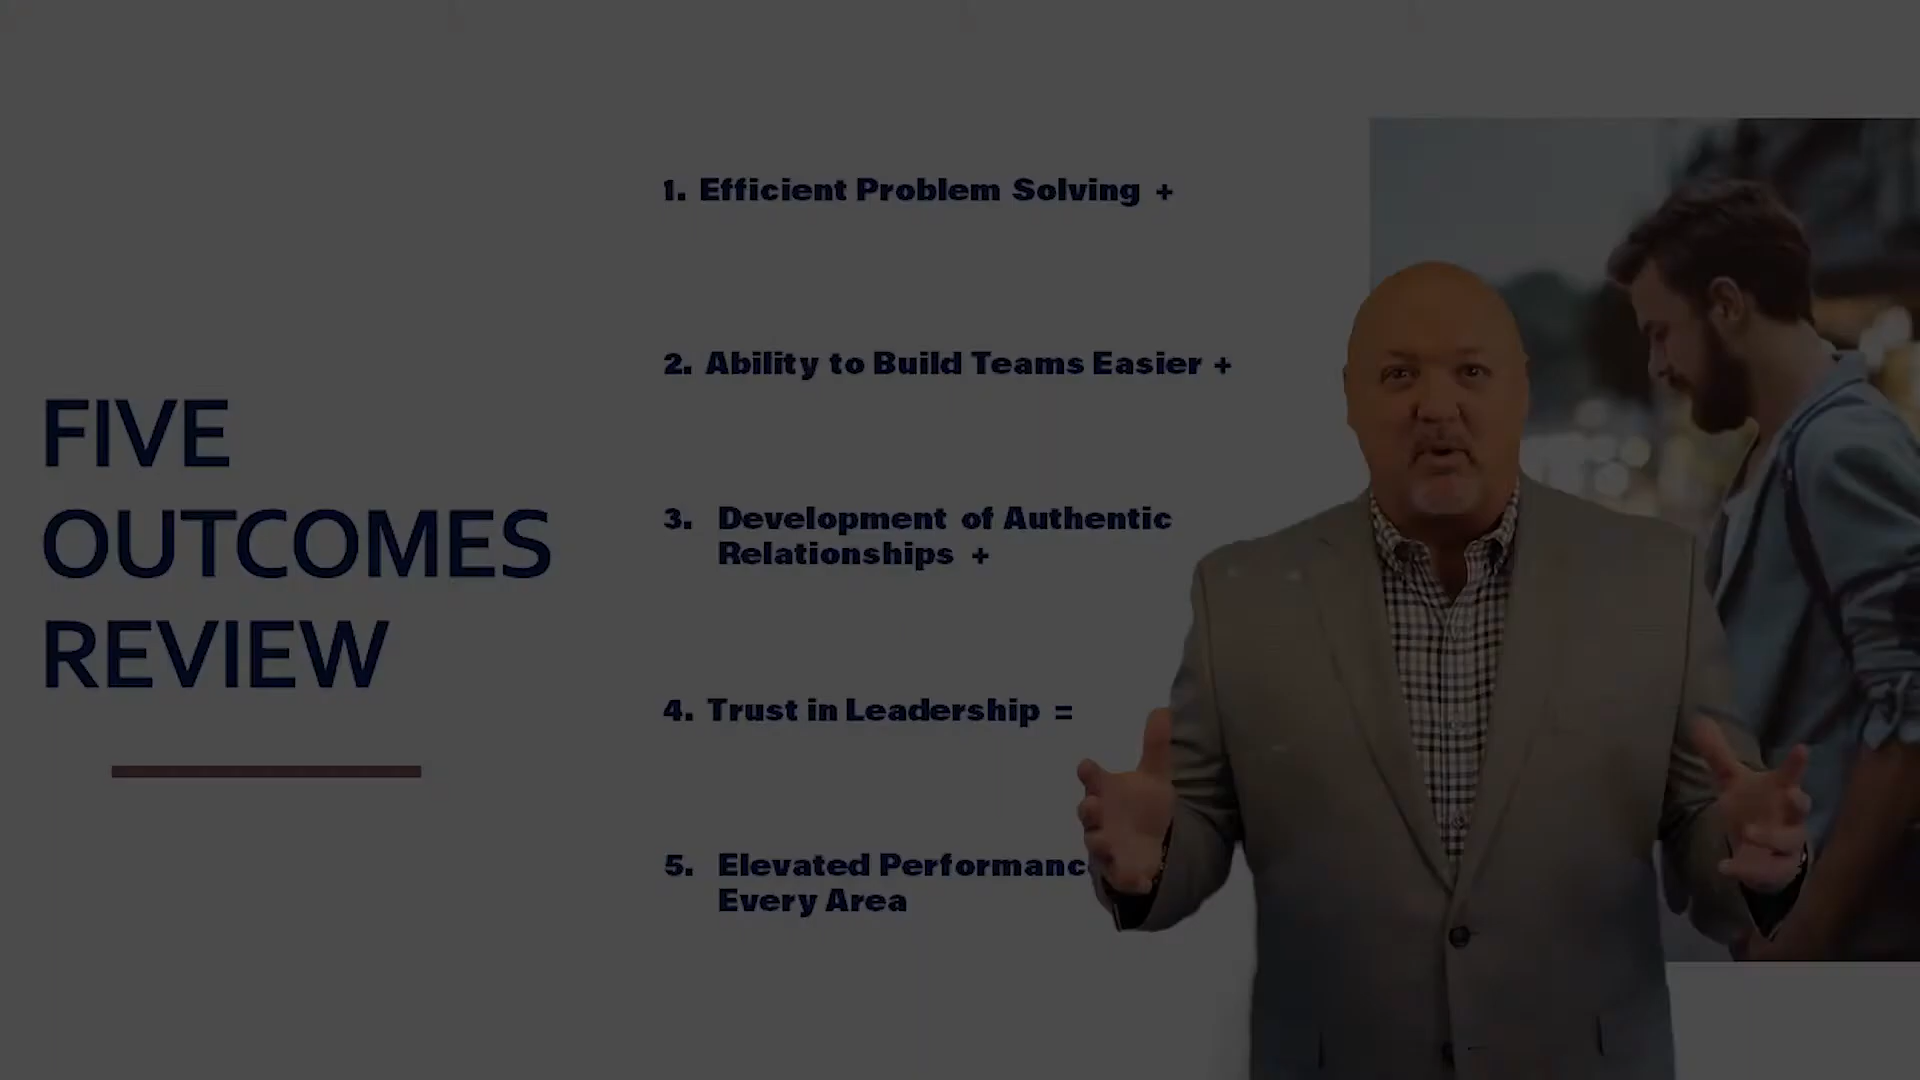 FIVE
OUTCOMES
REVIEW
1. Efficient Problem Solving +
2. Ability to Build Teams Easier +
3. Development of Authentic
Relationships +
4. Trust in Leadership =
5. Elevated
Every Area